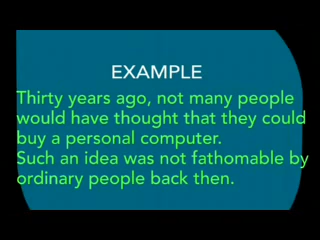 EXAMPLE
Thirty years ago, not many people
would have thought that they could
buy a personal computer.
Such an idea was not fathomable by
ordinary people back then.